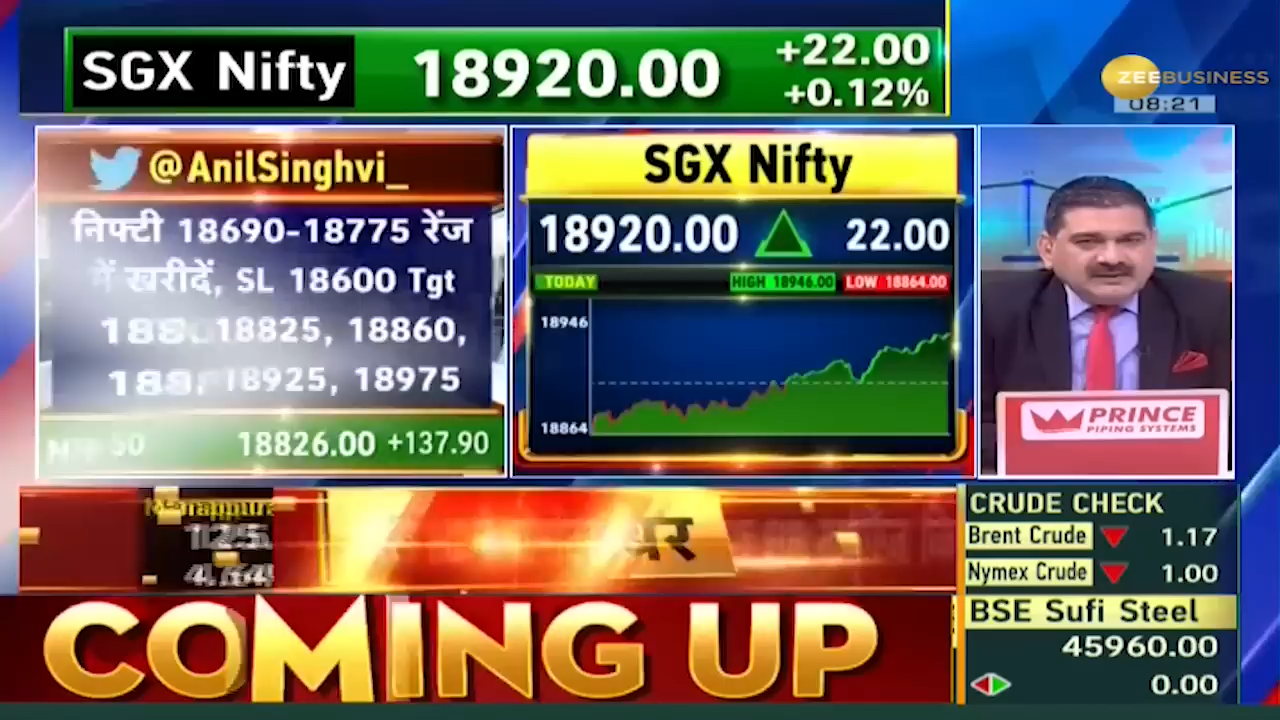 SGX Nifty 18920.00 +22.00
+0.12%
ZEEBUSINESS
08:21
@AnilSinghvi_
निफ्टी 18690-18775 रेंज
में खरीदें, SL 18600 Tgt
18825, 18860,
18925, 18975
50 18826.00 +137.90
SGX Nifty
18920.00 22.00
TODAY HIGH 18946.00 LOW 18864.00
18946
18864
PRINCE
PIPING SYSTEMS
पर
COMING UP
CRUDE CHECK
Brent Crude 1.17
Nymex Crude 1.00
BSE Sufi Steel
45960.00
0.00